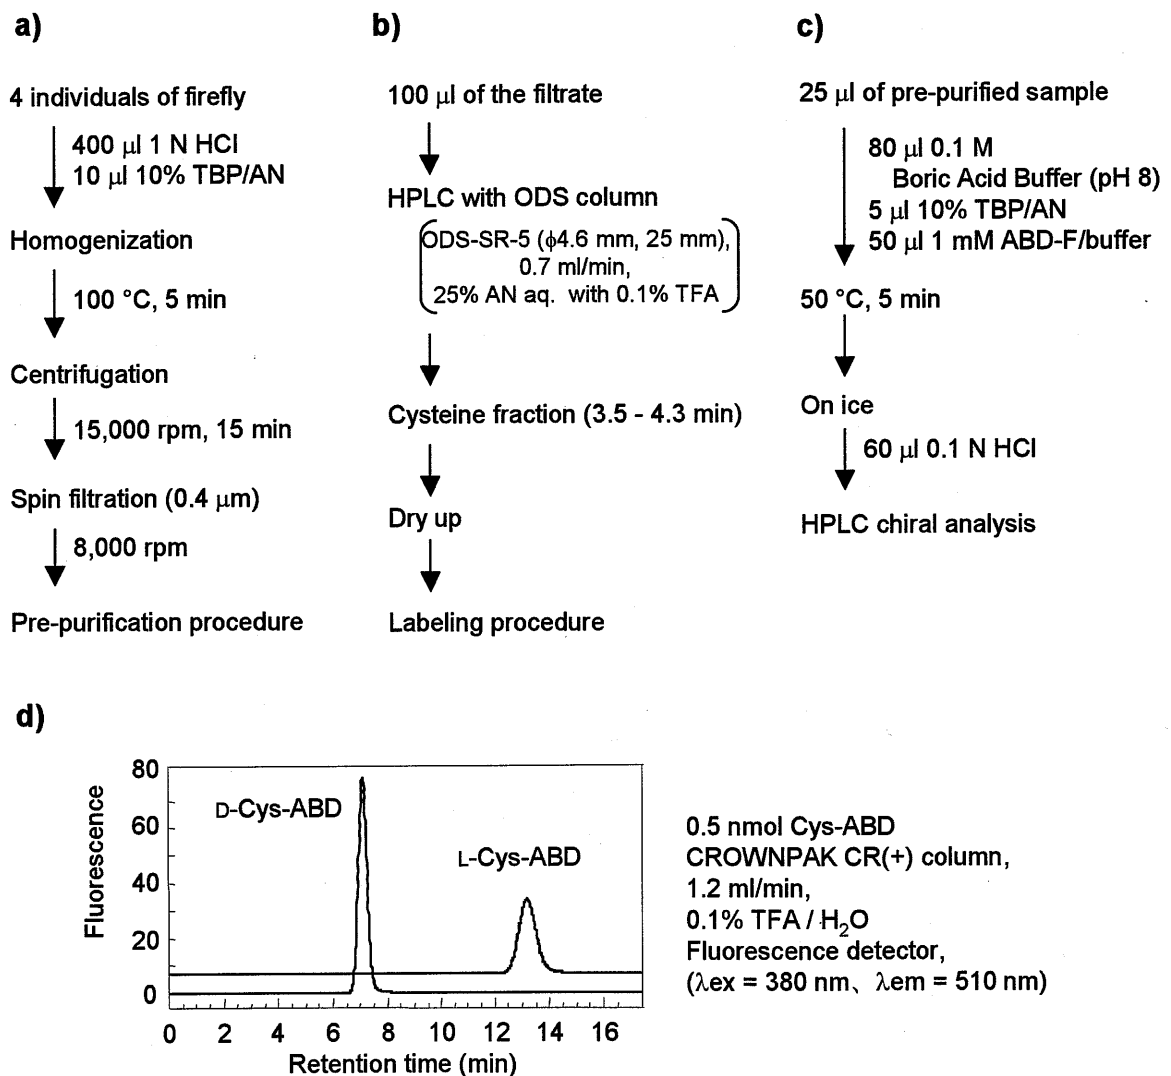 a)
4 individuals of firefly
400 μl 1 N HCl
10 μl 10% TBP/AN
Homogenization
100 °C, 5 min
Centrifugation
15,000 rpm, 15 min
Spin filtration (0.4 μm)
8,000 rpm
Pre-purification procedure
b)
100 μl of the filtrate
HPLC with ODS column
ODS-SR-5 (ϕ4.6 mm, 25 mm),
0.7 ml/min,
25% AN aq. with 0.1% TFA
Cysteine fraction (3.5 - 4.3 min)
Dry up
Labeling procedure
c)
25 μl of pre-purified sample
80 μl 0.1 M
Boric Acid Buffer (pH 8)
5 μl 10% TBP/AN
50 μl 1 mM ABD-F/buffer
50 °C, 5 min
On ice
60 μl 0.1 N HCl
HPLC chiral analysis
d)
80
60
40
20
0
Fluorescence
D-Cys-ABD
L-Cys-ABD
0 2 4 6 8 10 12 14 16
Retention time (min)
0.5 nmol Cys-ABD
CROWNPAK CR(+) column,
1.2 ml/min,
0.1% TFA / H₂O
Fluorescence detector,
(λex = 380 nm、λem = 510 nm)